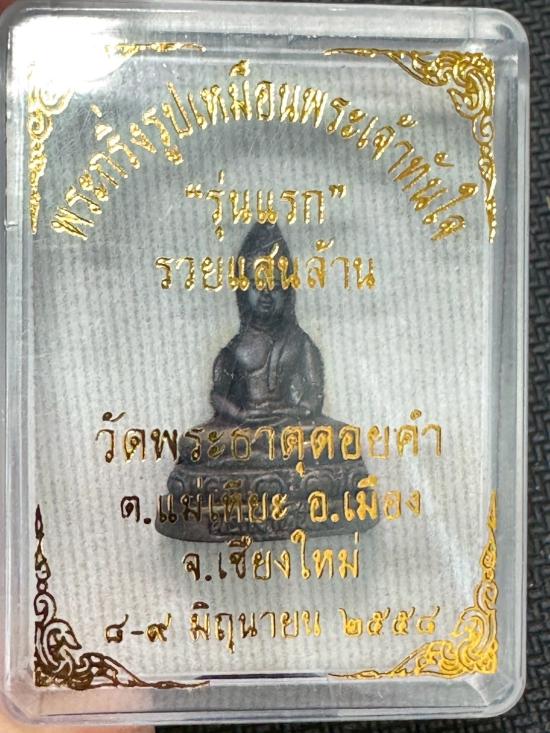 พระกริ่งรูปเหมือนพระเจ้าทันใจ
“รุ่นแรก”
รวยแสนล้าน
วัดพระธาตุดอยคำ
ต.แม่เหียะ อ.เมือง
จ.เชียงใหม่
๘-๙ มิถุนายน ๒๕๕๘